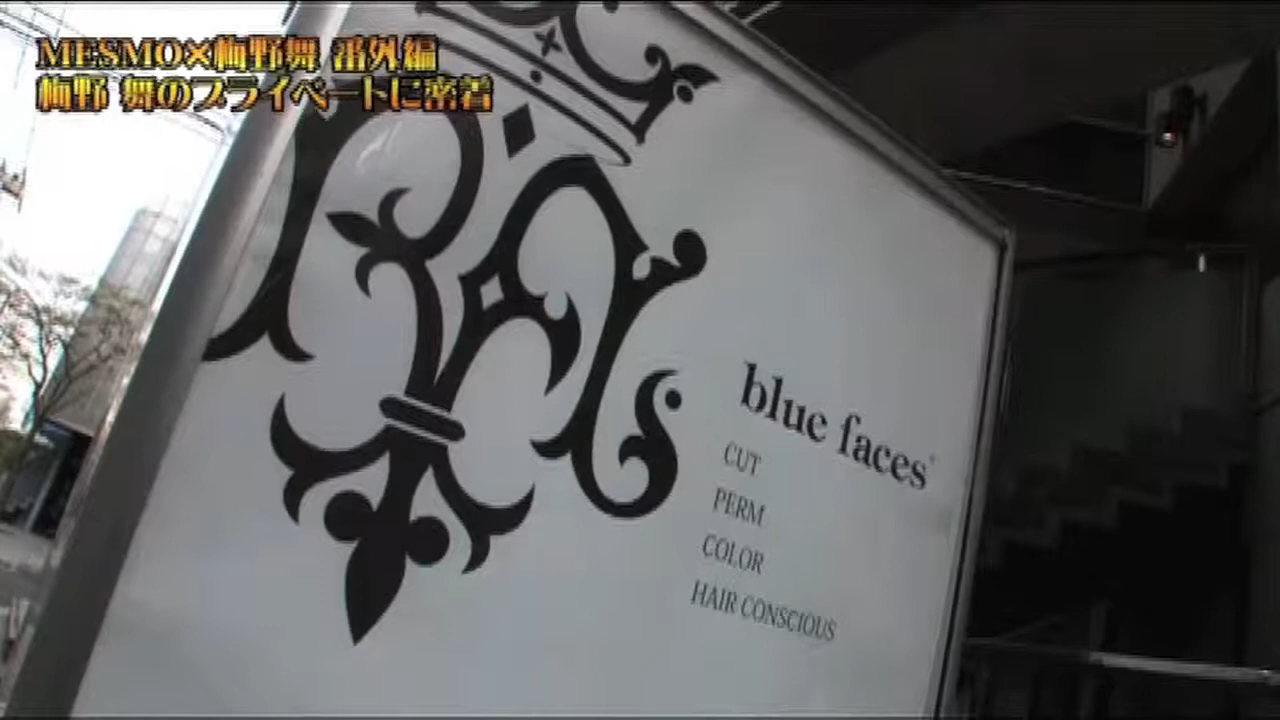 MESMO×梅野舞 番外編
梅野 舞のプライベートに密着
blue faces
CUT
PERM
COLOR
HAIR CONSCIOUS